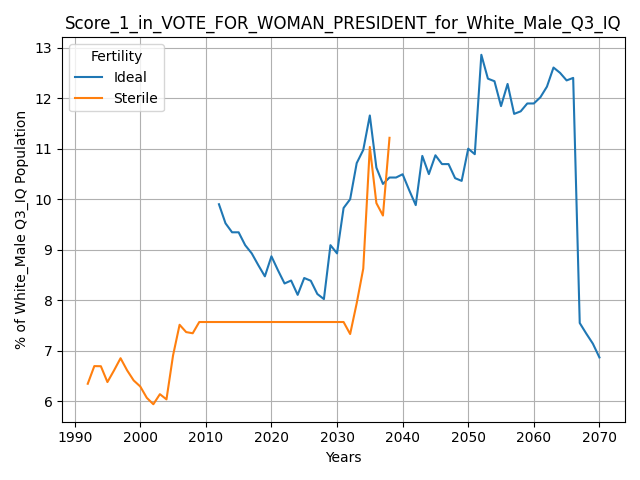 Score_1_in_VOTE_FOR_WOMAN_PRESIDENT_for_White_Male_Q3_IQ
Fertility
Ideal
Sterile
% of White_Male Q3_IQ Population
13
12
11
10
9
8
7
6
1990 2000 2010 2020 2030 2040 2050 2060 2070
Years